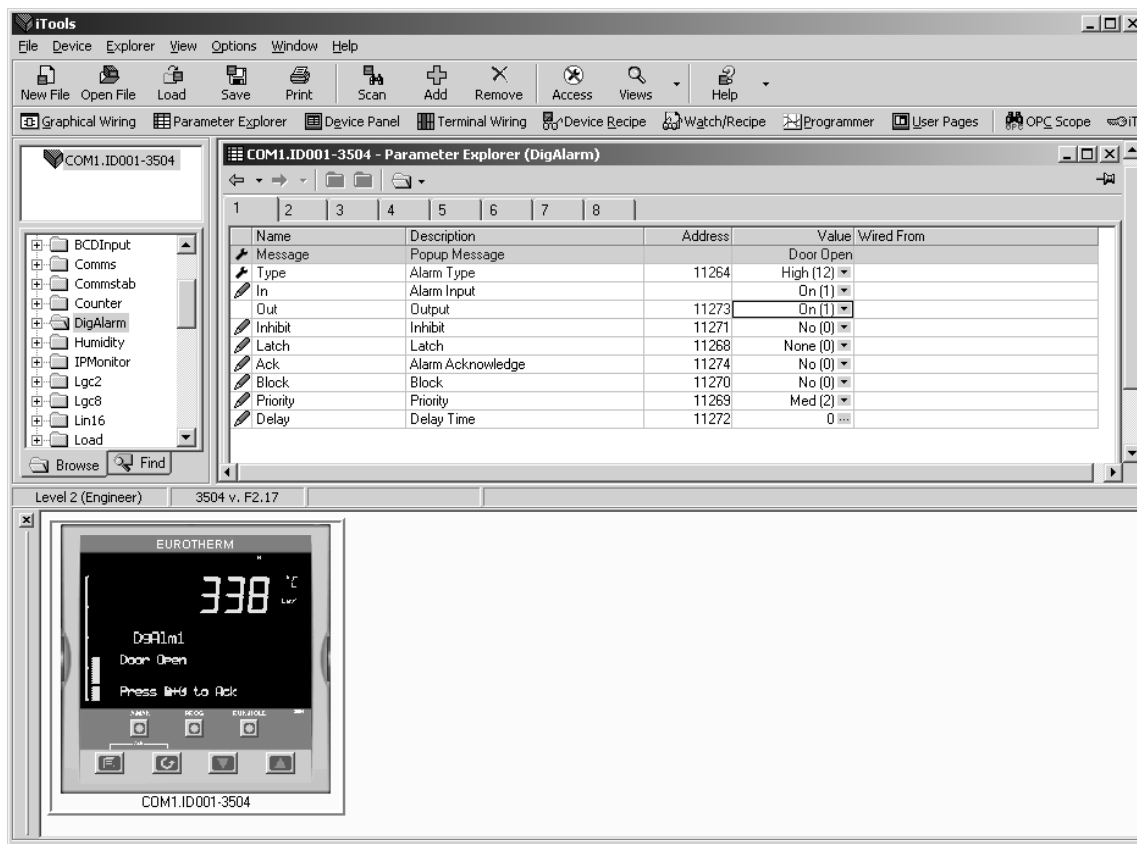 iTools
File Device Explorer View Options Window Help
New File Open File Load Save Print Scan Add Remove Access Views Help
Graphical Wiring Parameter Explorer Device Panel Terminal Wiring Device Recipe Watch/Recipe Programmer User Pages OPC Scope iT
COM1.ID001-3504
COM1.ID001-3504 - Parameter Explorer (DigAlarm)
1 2 3 4 5 6 7 8
BCDInput
Comms
Commstab
Counter
DigAlarm
Humidity
IPMonitor
Lgc2
Lgc8
Lin16
Load
Browse Find
Name Description Address Value Wired From
Message Popup Message Door Open
Type Alarm Type 11264 High (12)
In Alarm Input On (1)
Out Output 11273 On (1)
Inhibit Inhibit 11271 No (0)
Latch Latch 11268 None (0)
Ack Alarm Acknowledge 11274 No (0)
Block Block 11270 No (0)
Priority Priority 11269 Med (2)
Delay Delay Time 11272 0 ...
Level 2 (Engineer) 3504 v. F2.17
EUROTHERM
M
338 °C
Lev
DgAlm1
Door Open
Press to Ack
PROG RUN/HOLD
COM1.ID001-3504